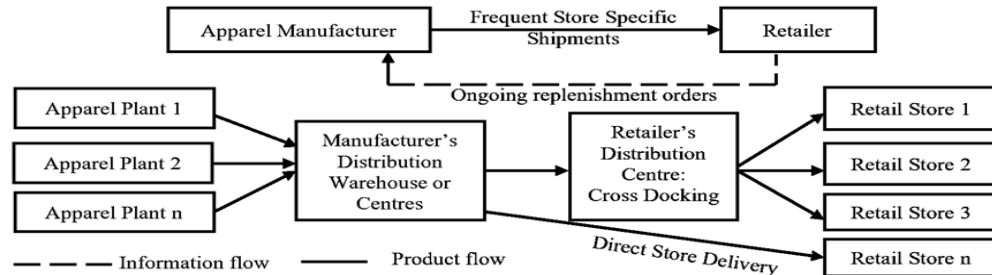 Apparel Manufacturer
Frequent Store Specific
Shipments
Retailer
Ongoing replenishment orders
Apparel Plant 1
Apparel Plant 2
Apparel Plant n
Manufacturer's
Distribution
Warehouse or
Centres
Retailer's
Distribution
Centre:
Cross Docking
Retail Store 1
Retail Store 2
Retail Store 3
Retail Store n
Direct Store Delivery
Information flow
Product flow